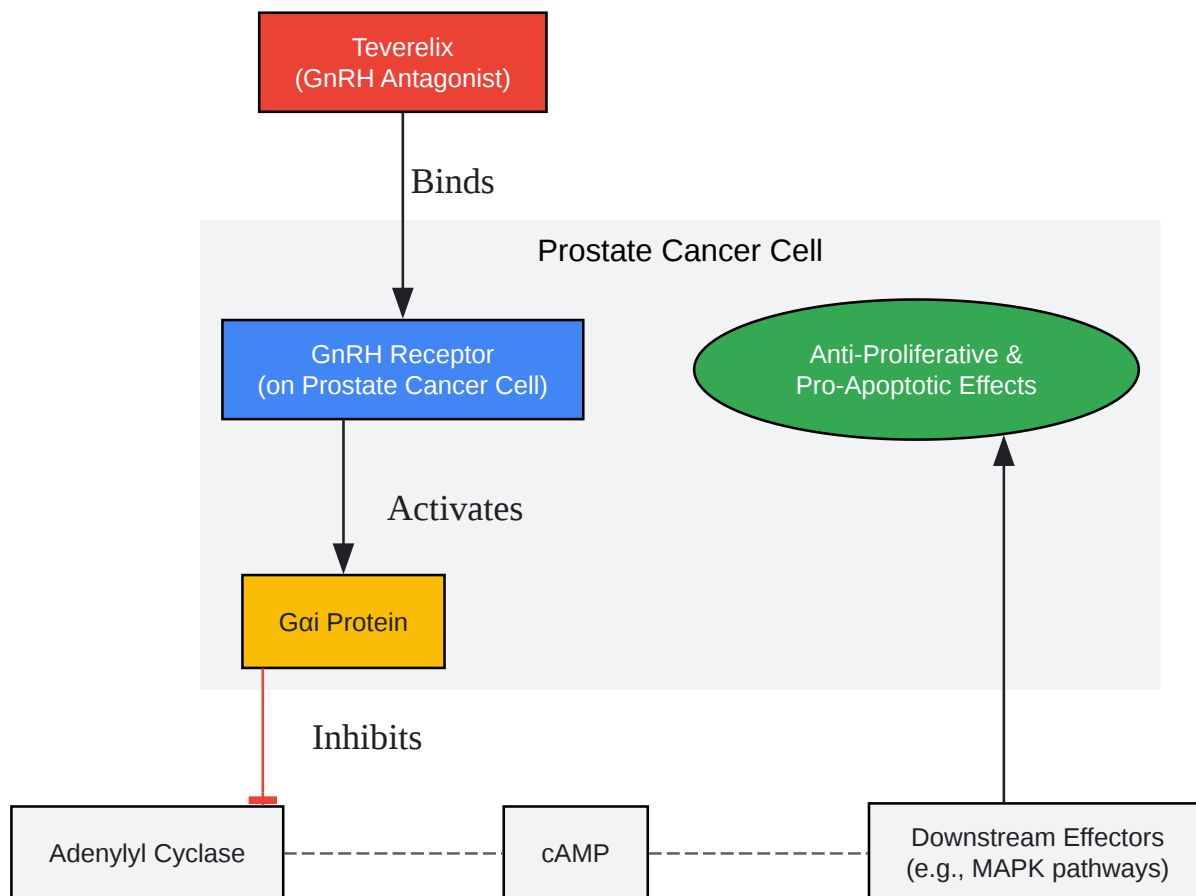 Teverelix
(GnRH Antagonist)
Binds
Prostate Cancer Cell
GnRH Receptor
(on Prostate Cancer Cell)
Anti-Proliferative &
Pro-Apoptotic Effects
Activates
Gαi Protein
Inhibits
Adenylyl Cyclase
cAMP
Downstream Effectors
(e.g., MAPK pathways)